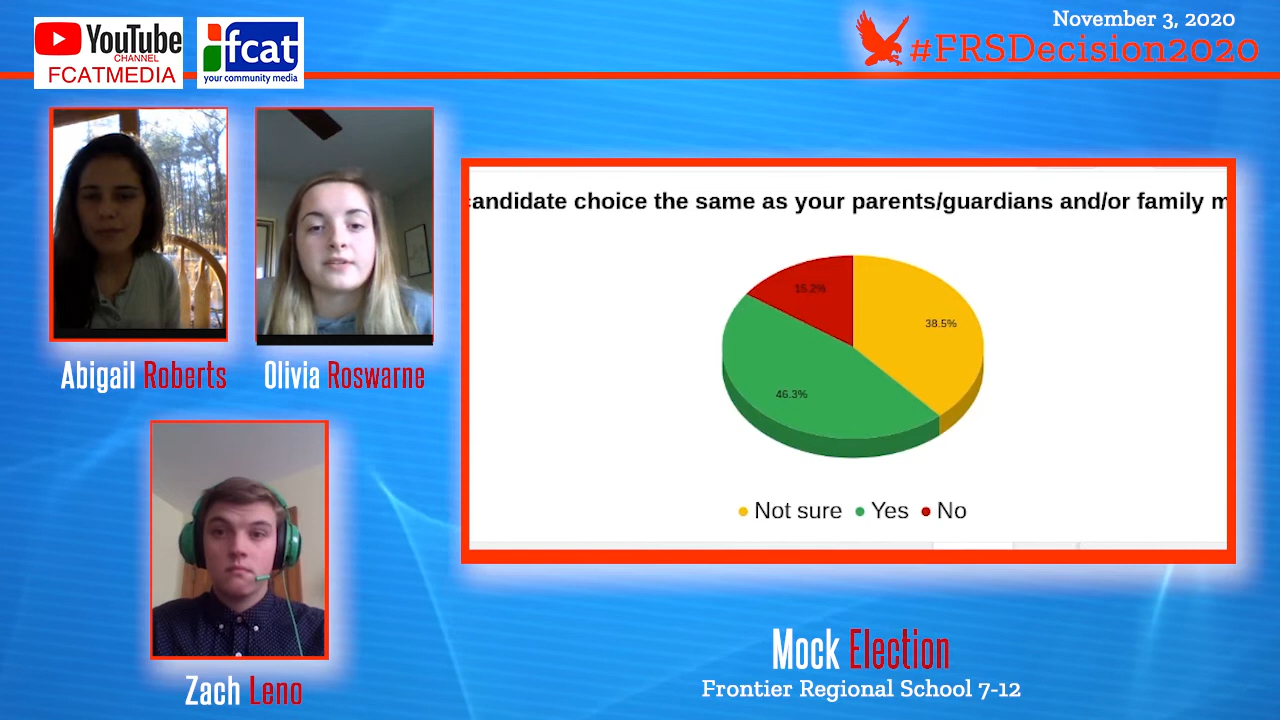 YouTube
CHANNEL
FCATMEDIA
fcat
your community media
November 3, 2020
#FRSDecision2020
Abigail Roberts
Olivia Roswarne
Zach Leno
candidate choice the same as your parents/guardians and/or family m
15.2%
38.5%
46.3%
Not sure Yes No
Mock Election
Frontier Regional School 7-12